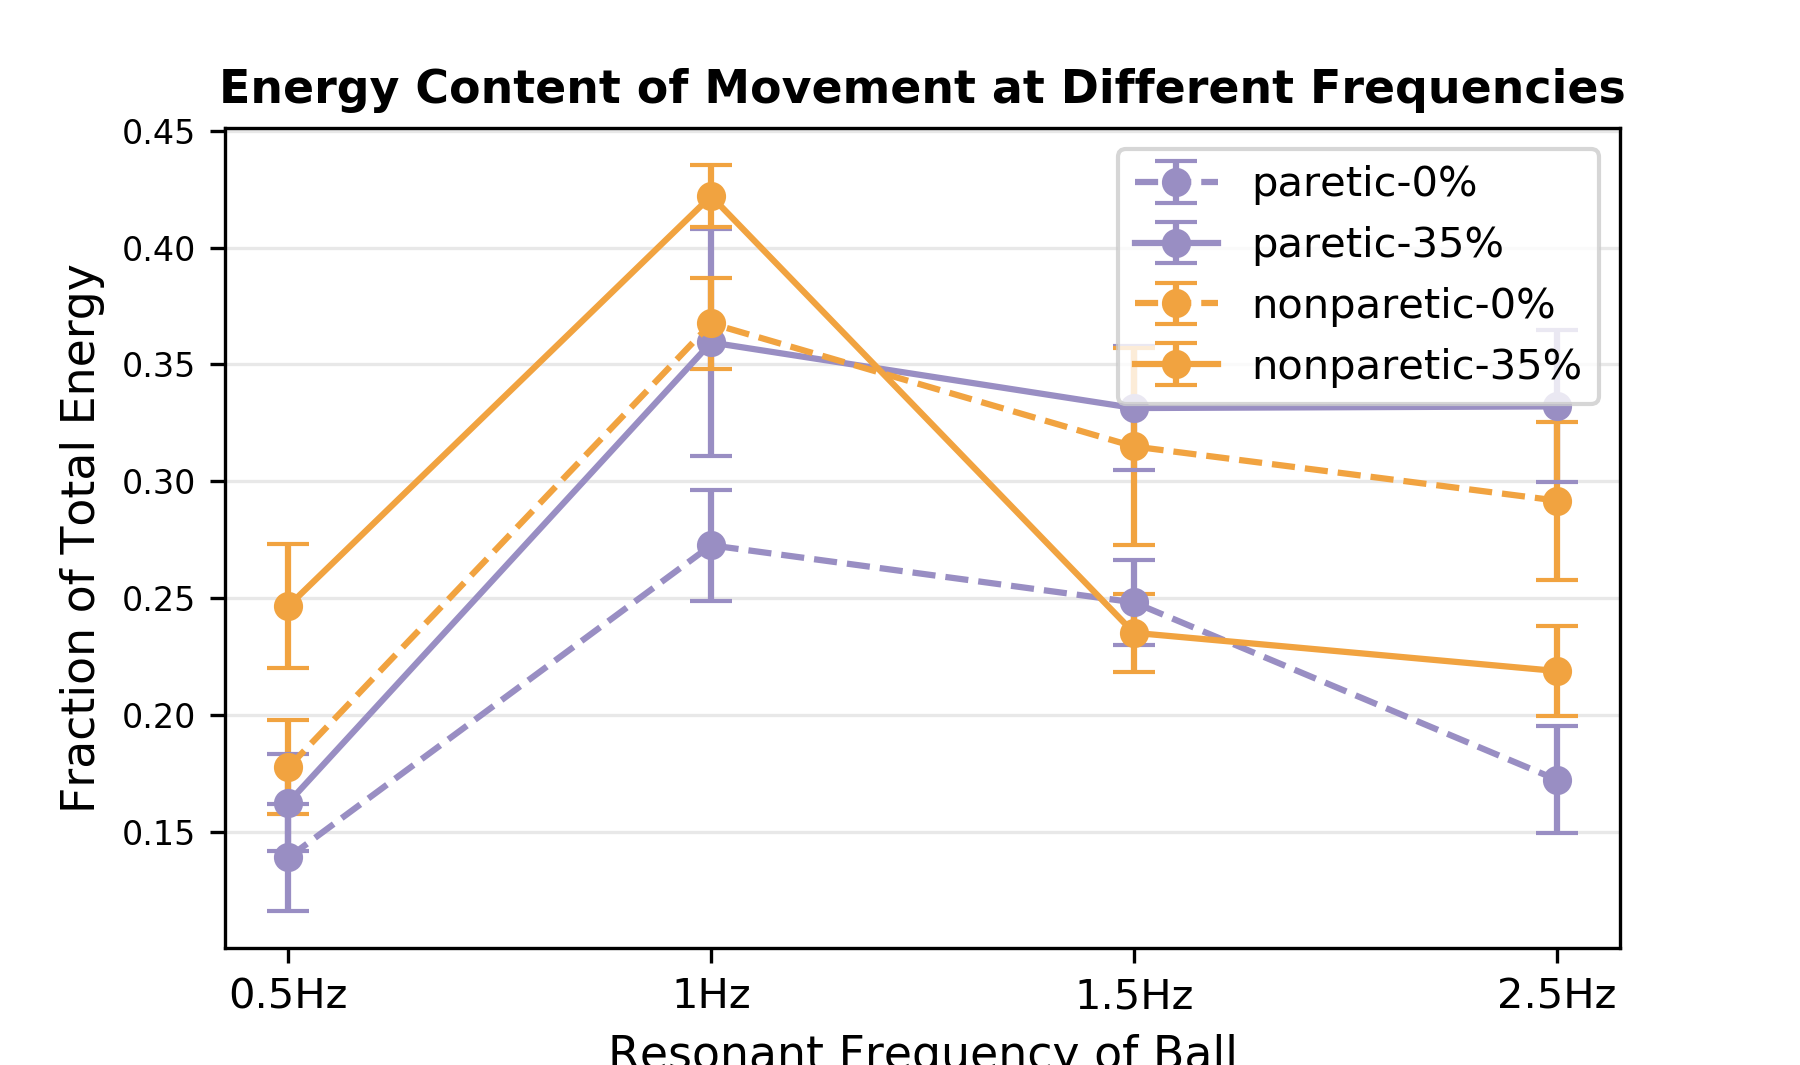 Energy Content of Movement at Different Frequencies
0.45
0.40
0.35
0.30
0.25
0.20
0.15
Fraction of Total Energy
paretic-0%
paretic-35%
nonparetic-0%
nonparetic-35%
0.5Hz 1Hz 1.5Hz 2.5Hz
Resonant Frequency of Ball